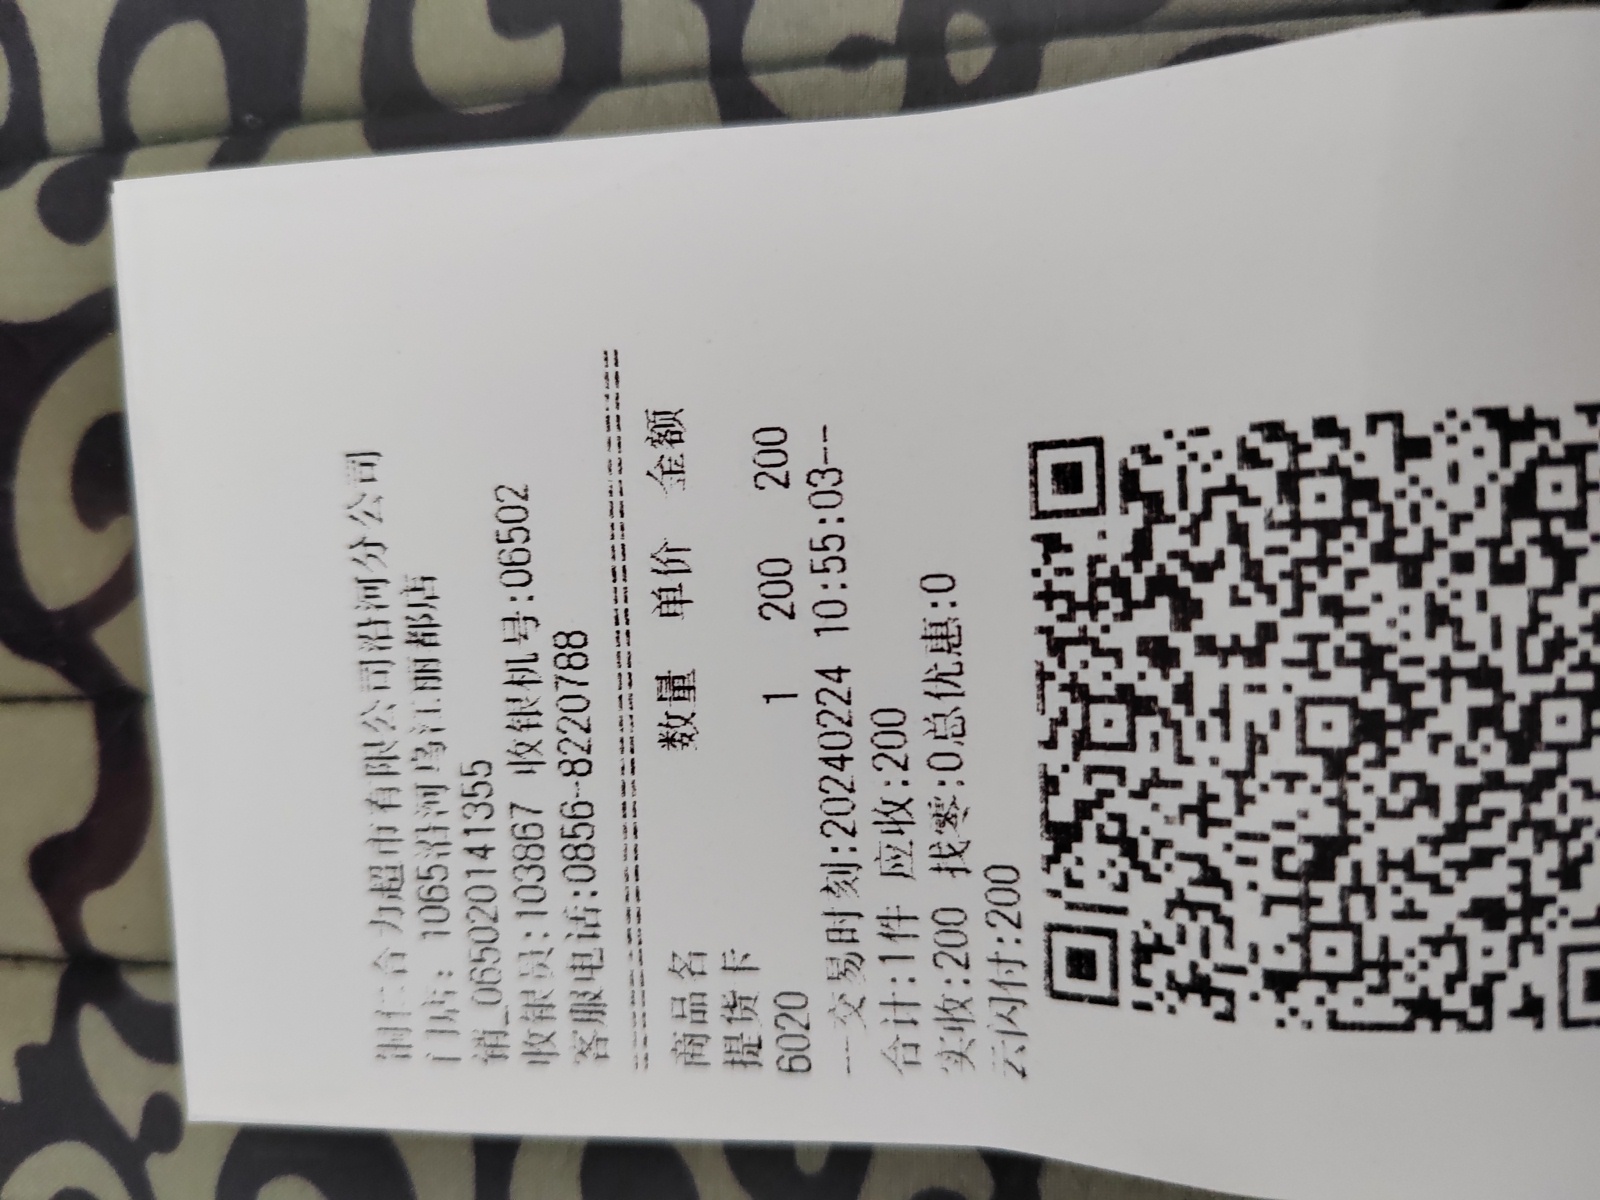 铜仁合力超市有限公司沿河分公司
门店: 1065沿河乌江丽都店
销_065020141355
收银员:103867 收银机号:06502
客服电话:0856-8220788
================================
商品名 数量 单价 金额
提货卡
6020 1 200 200
--交易时刻:20240224 10:55:03--
合计:1件 应收:200
实收:200 找零:0总优惠:0
云闪付:200